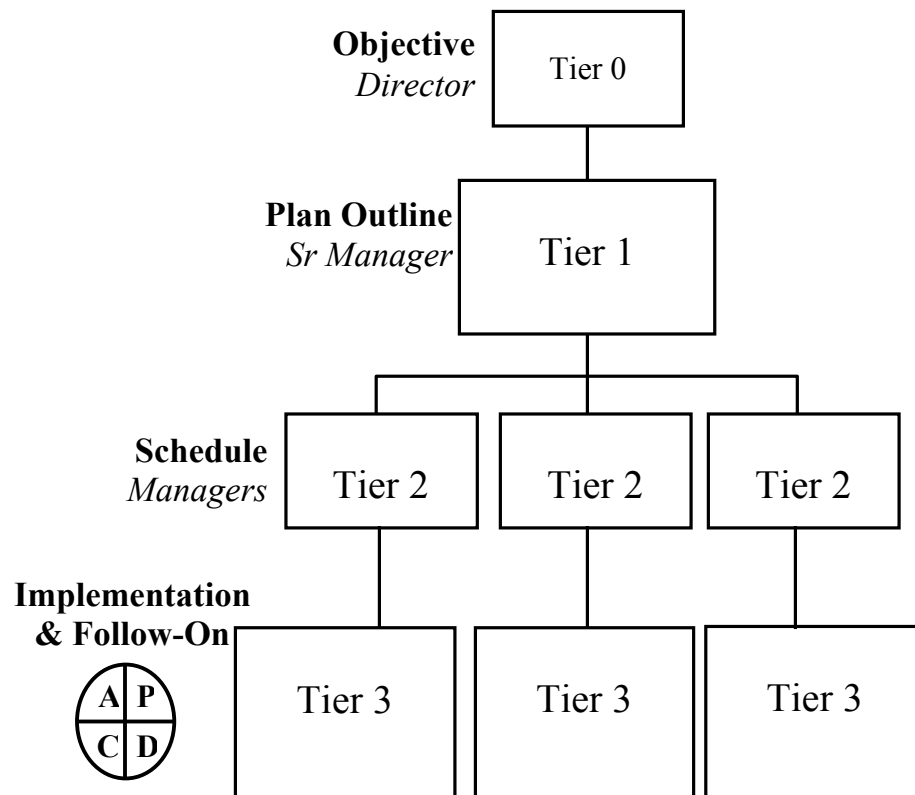 Objective
Director
Tier 0
Plan Outline
Sr Manager
Tier 1
Schedule
Managers
Tier 2
Tier 2
Tier 2
Implementation
& Follow-On
A P
C D
Tier 3
Tier 3
Tier 3